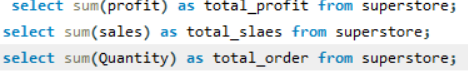 select sum(profit) as total_profit from superstore;
select sum(sales) as total_slaes from superstore;
select sum(Quantity) as total_order from superstore;